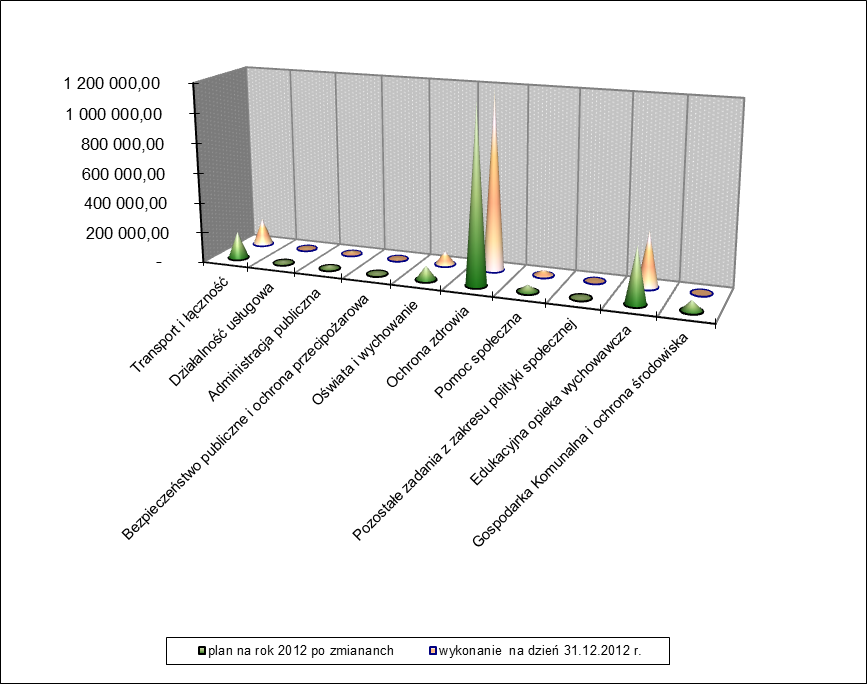 1 200 000,00
1 000 000,00
800 000,00
600 000,00
400 000,00
200 000,00
-
Transport i łączność
Działalność usługowa
Administracja publiczna
Bezpieczeństwo publiczne i ochrona przecipożarowa
Oświata i wychowanie
Ochrona zdrowia
Pomoc społeczna
Pozostałe zadania z zakresu polityki społecznej
Edukacyjna opieka wychowawcza
Gospodarka Komunalna i ochrona środowiska
plan na rok 2012 po zmiananch
wykonanie na dzień 31.12.2012 r.